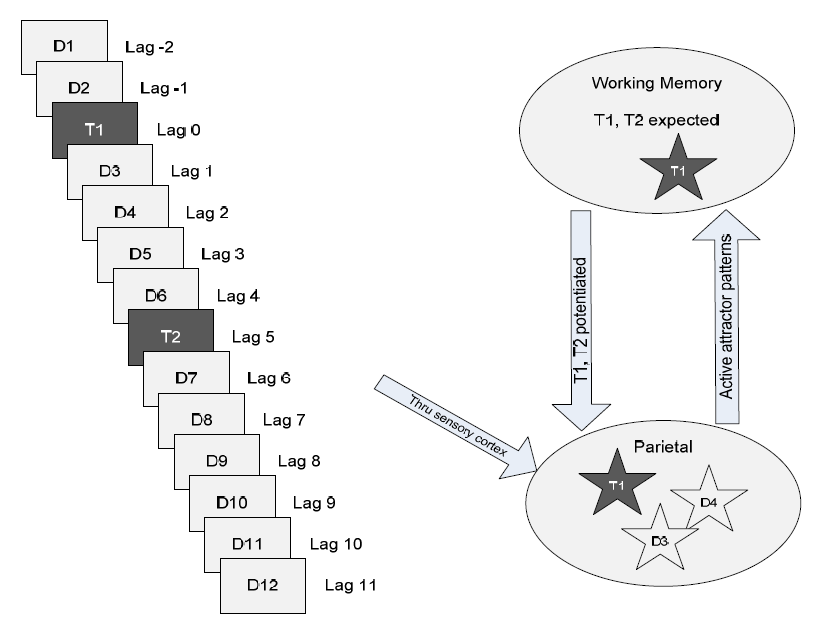 D1 Lag -2
D2 Lag -1
T1 Lag 0
D3 Lag 1
D4 Lag 2
D5 Lag 3
D6 Lag 4
T2 Lag 5
D7 Lag 6
D8 Lag 7
D9 Lag 8
D10 Lag 9
D11 Lag 10
D12 Lag 11
Working Memory
T1, T2 expected
T1
T1, T2 potentiated
Active attractor patterns
Thru sensory cortex
Parietal
T1
D4
D3